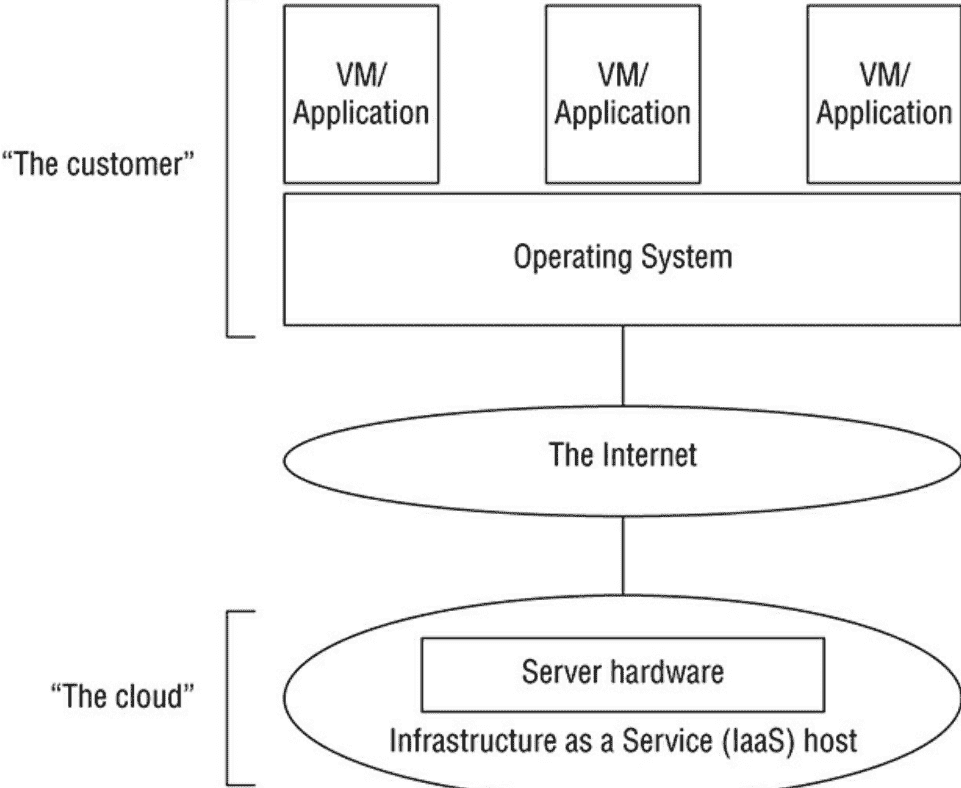 VM/
Application
VM/
Application
VM/
Application
“The customer”
Operating System
The Internet
“The cloud”
Server hardware
Infrastructure as a Service (IaaS) host